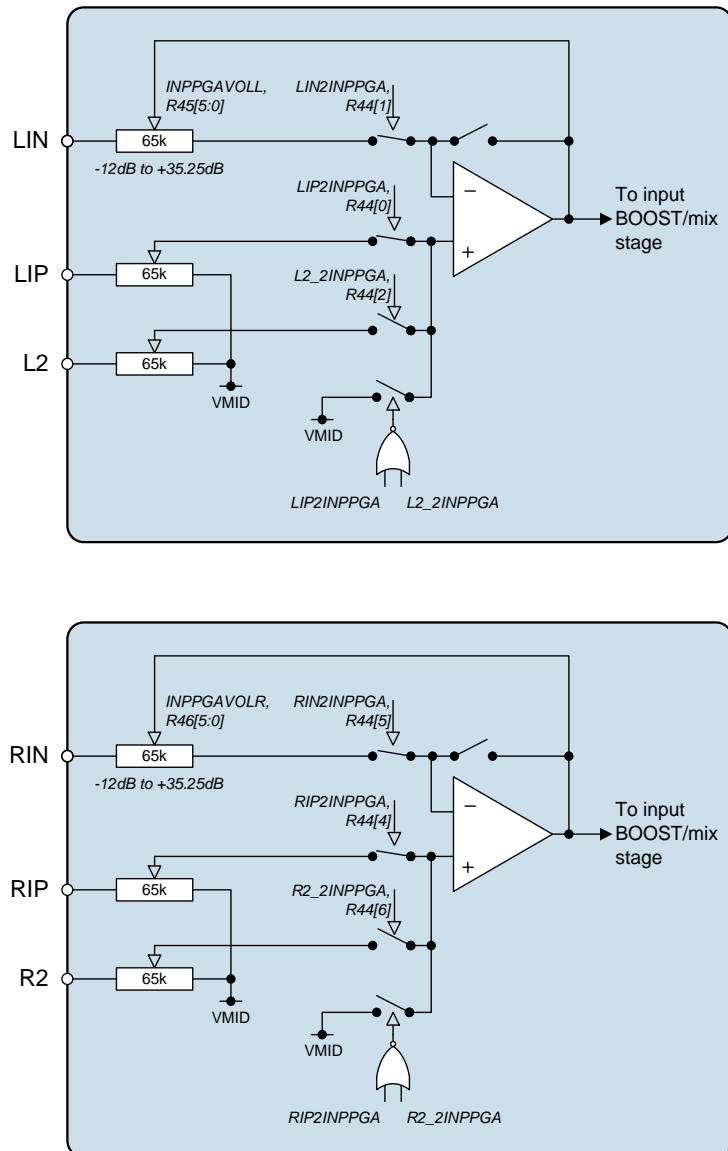 INPPGAVOLL,
R45[5:0]
LIN2INPPGA,
R44[1]
LIN
65k
-12dB to +35.25dB
LIP2INPPGA,
R44[0]
−
+
To input
BOOST/mix
stage
LIP
65k
L2_2INPPGA,
R44[2]
L2
65k
VMID
VMID
LIP2INPPGA
L2_2INPPGA
INPPGAVOLR,
R46[5:0]
RIN2INPPGA,
R44[5]
RIN
65k
-12dB to +35.25dB
RIP2INPPGA,
R44[4]
−
+
To input
BOOST/mix
stage
RIP
65k
R2_2INPPGA,
R44[6]
R2
65k
VMID
VMID
RIP2INPPGA
R2_2INPPGA